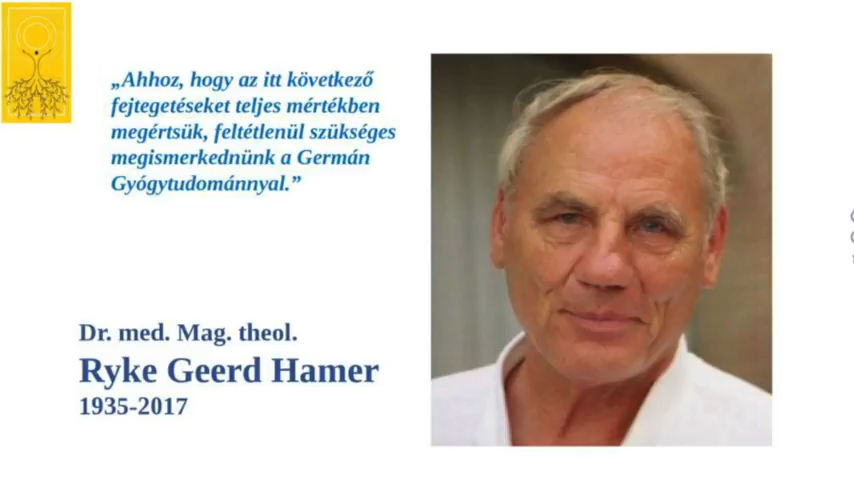 „Ahhoz, hogy az itt következő
fejtegetéseket teljes mértékben
megértsük, feltétlenül szükséges
megismerkednünk a Germán
Gyógytudománnyal.”
Dr. med. Mag. theol.
Ryke Geerd Hamer
1935-2017